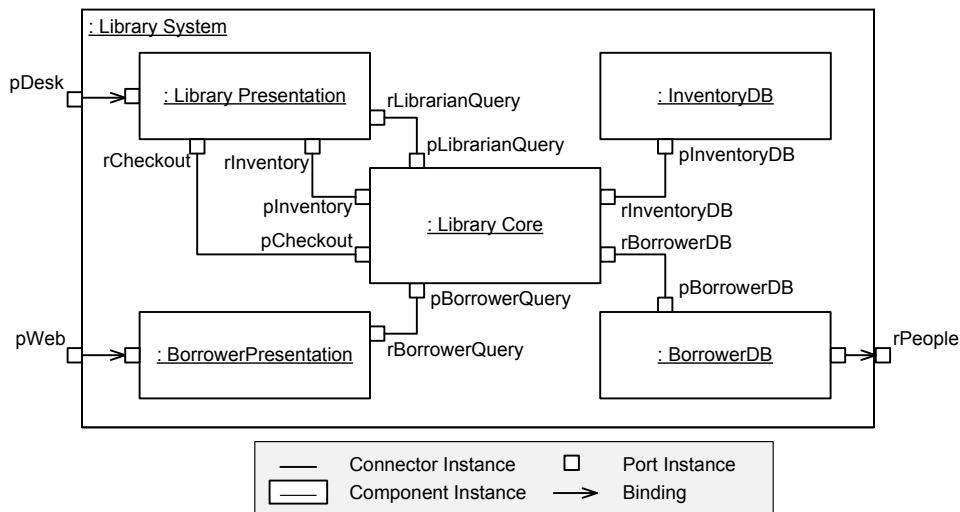 : Library System
pDesk
: Library Presentation
rLibrarianQuery
: InventoryDB
rCheckout
rInventory
pLibrarianQuery
pInventoryDB
pInventory
: Library Core
rInventoryDB
pCheckout
rBorrowerDB
pBorrowerQuery
pBorrowerDB
pWeb
: BorrowerPresentation
rBorrowerQuery
: BorrowerDB
rPeople
Connector Instance
Port Instance
Component Instance
Binding